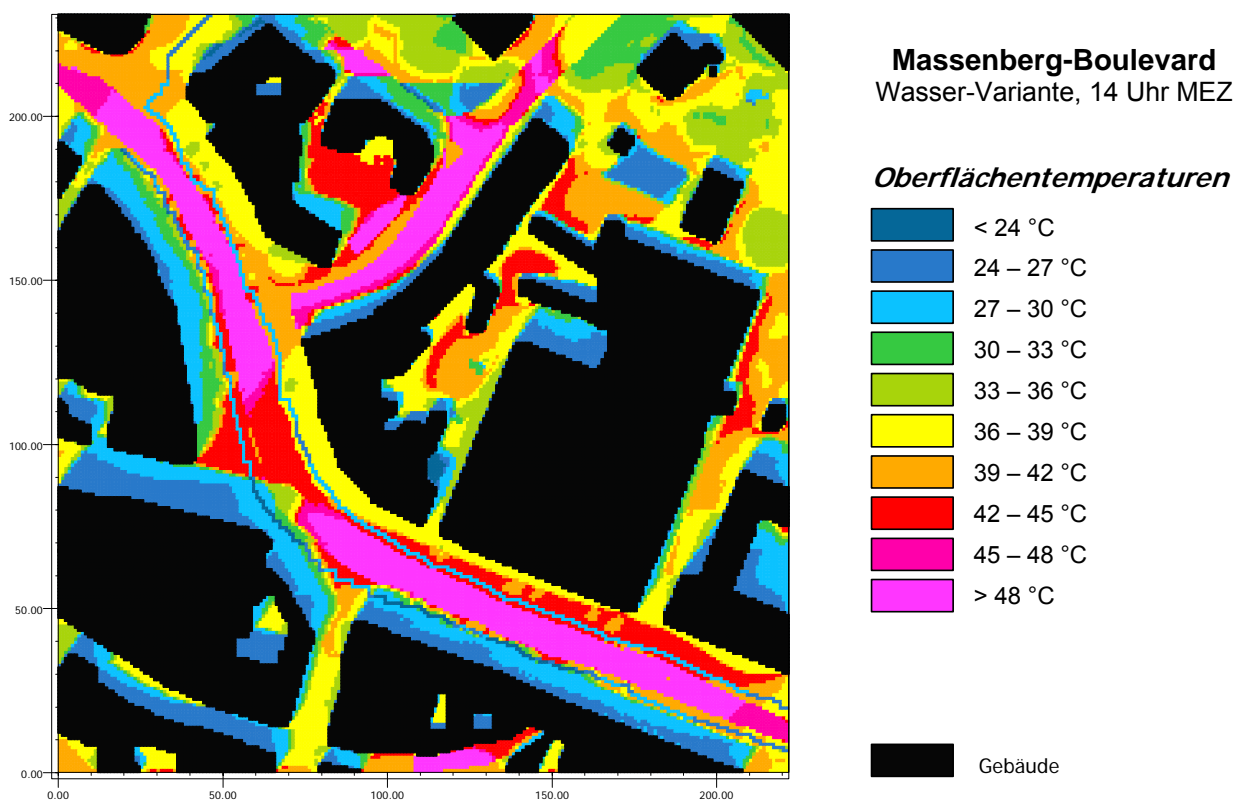 Massenberg-Boulevard
Wasser-Variante, 14 Uhr MEZ
Oberflächentemperaturen
< 24 °C
24 – 27 °C
27 – 30 °C
30 – 33 °C
33 – 36 °C
36 – 39 °C
39 – 42 °C
42 – 45 °C
45 – 48 °C
> 48 °C
Gebäude
200.00
150.00
100.00
50.00
0.00
0.00 50.00 100.00 150.00 200.00